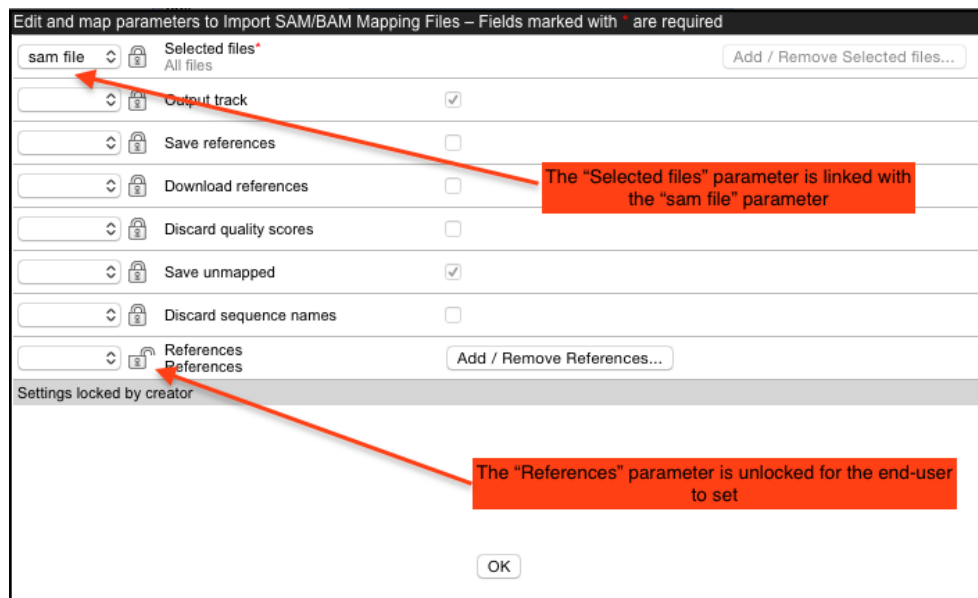 Edit and map parameters to Import SAM/BAM Mapping Files – Fields marked with * are required
sam file
Selected files*
All files
Add / Remove Selected files...
Output track
Save references
Download references
The “Selected files” parameter is linked with
the “sam file” parameter
Discard quality scores
Save unmapped
Discard sequence names
References
References
Add / Remove References...
Settings locked by creator
The “References” parameter is unlocked for the end-user
to set
OK